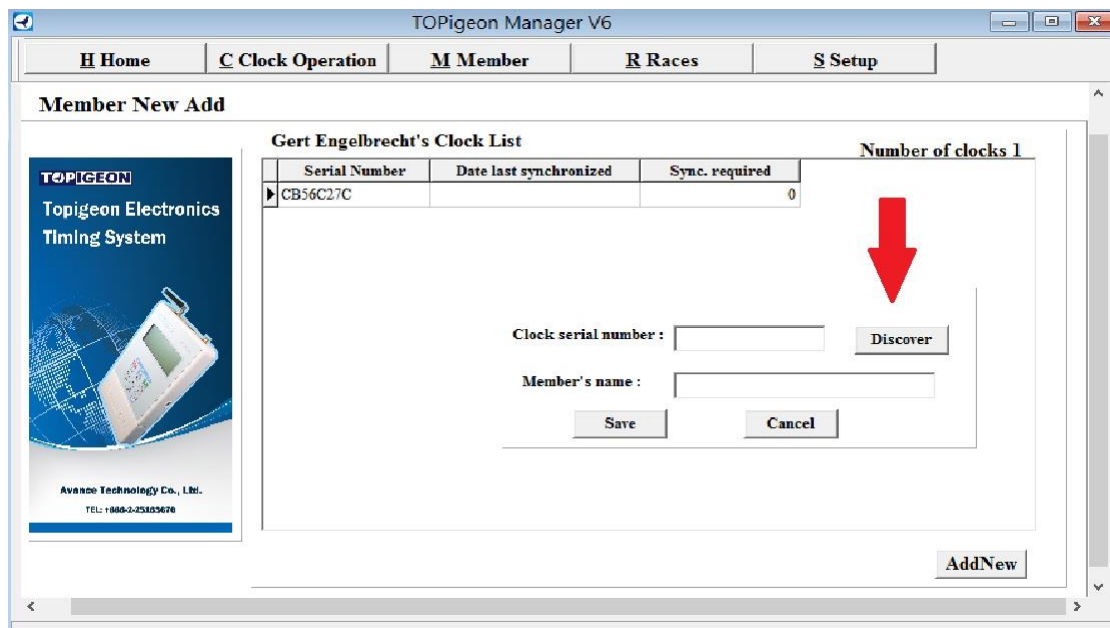 TOPigeon Manager V6
H Home C Clock Operation M Member R Races S Setup
Member New Add
Gert Engelbrecht's Clock List
Number of clocks 1
Serial Number Date last synchronized Sync. required
CB56C27C 0
TOPIGEON
Topigeon Electronics
Timing System
Clock serial number : Discover
Member's name :
Save Cancel
Avance Technology Co., Ltd.
TEL:
AddNew